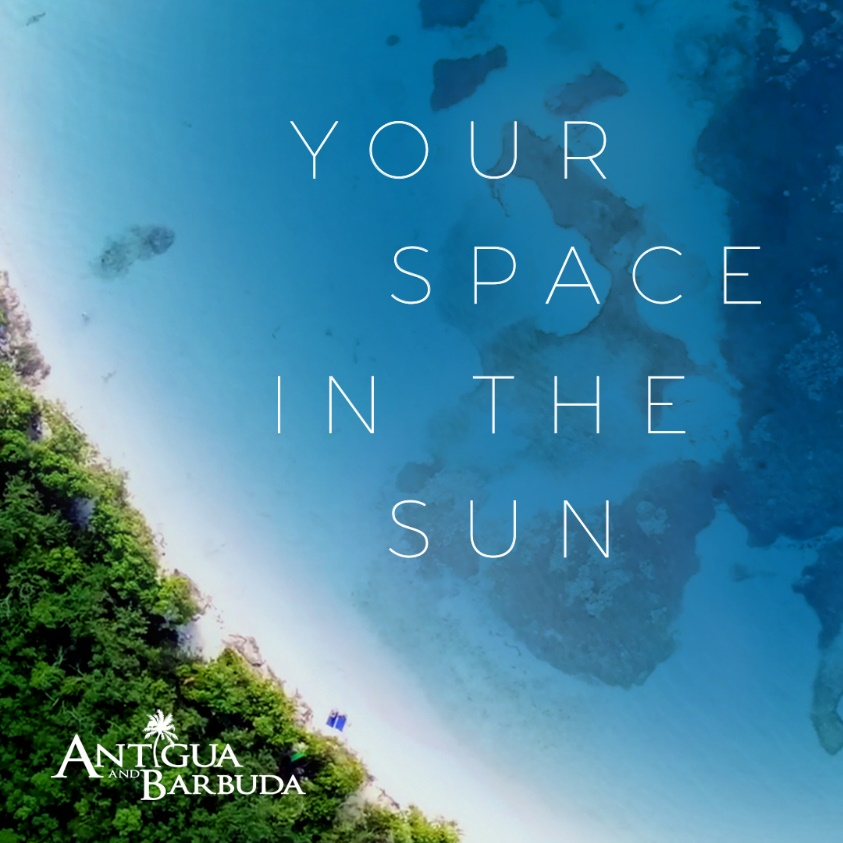 YOUR
SPACE
IN THE
SUN
ANTIGUA
AND BARBUDA